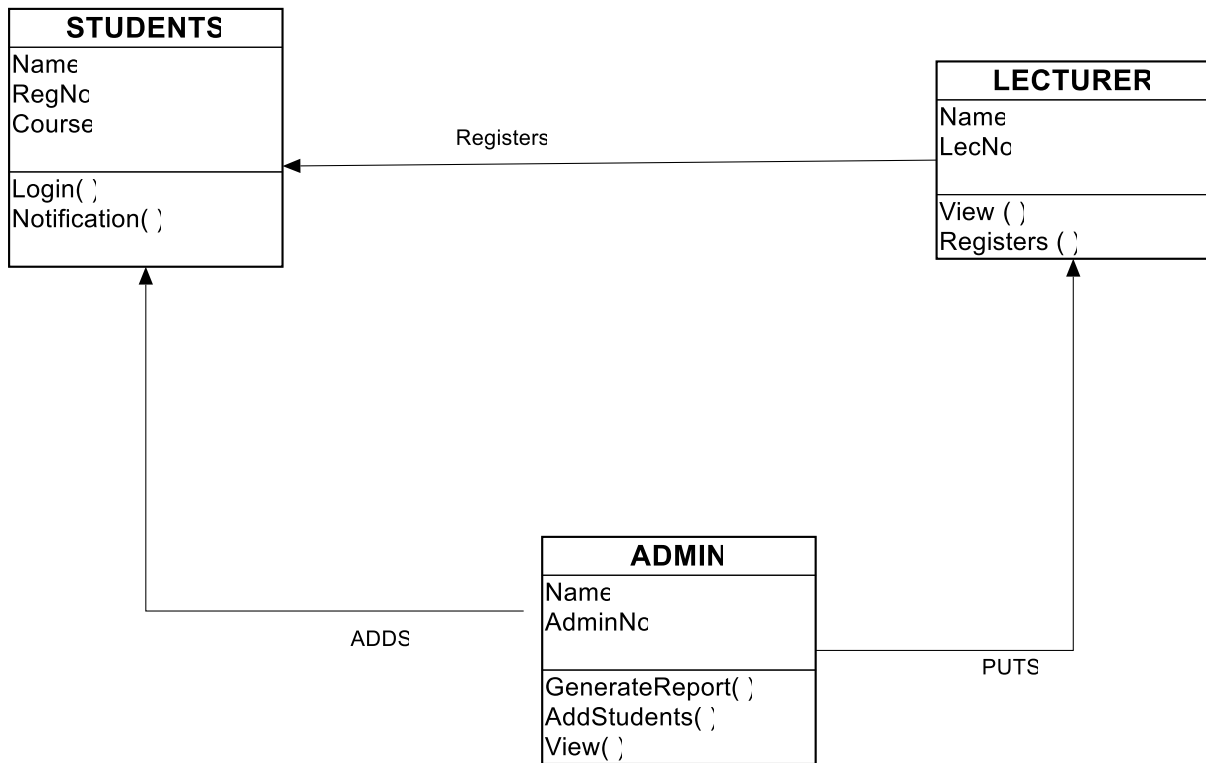 STUDENTS
Name
RegNo
Course
Login( )
Notification( )
Registers
LECTURER
Name
LecNo
View ( )
Registers ( )
ADDS
ADMIN
Name
AdminNo
GenerateReport( )
AddStudents( )
View( )
PUTS